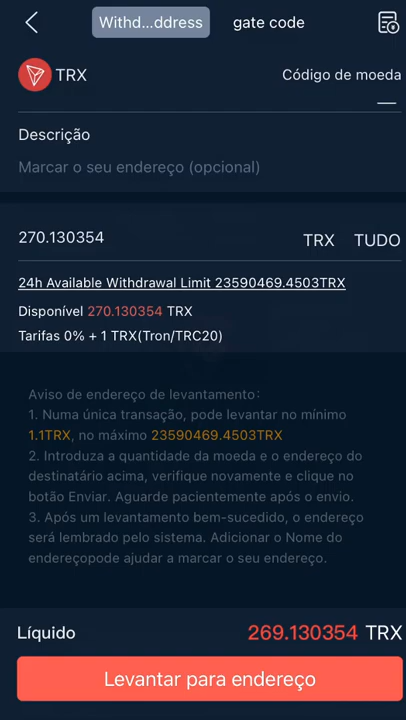 Withd...ddress gate code
TRX Código de moeda
Descrição
Marcar o seu endereço (opcional)
270.130354 TRX TUDO
24h Available Withdrawal Limit 23590469.4503TRX
Disponível 270.130354 TRX
Tarifas 0% + 1 TRX(Tron/TRC20)
Aviso de endereço de levantamento:
1. Numa única transação, pode levantar no mínimo
1.1TRX, no máximo 23590469.4503TRX
2. Introduza a quantidade da moeda e o endereço do
destinatário acima, verifique novamente e clique no
botão Enviar. Aguarde pacientemente após o envio.
3. Após um levantamento bem-sucedido, o endereço
será lembrado pelo sistema. Adicionar o Nome do
endereçopode ajudar a marcar o seu endereço.
Líquido 269.130354 TRX
Levantar para endereço